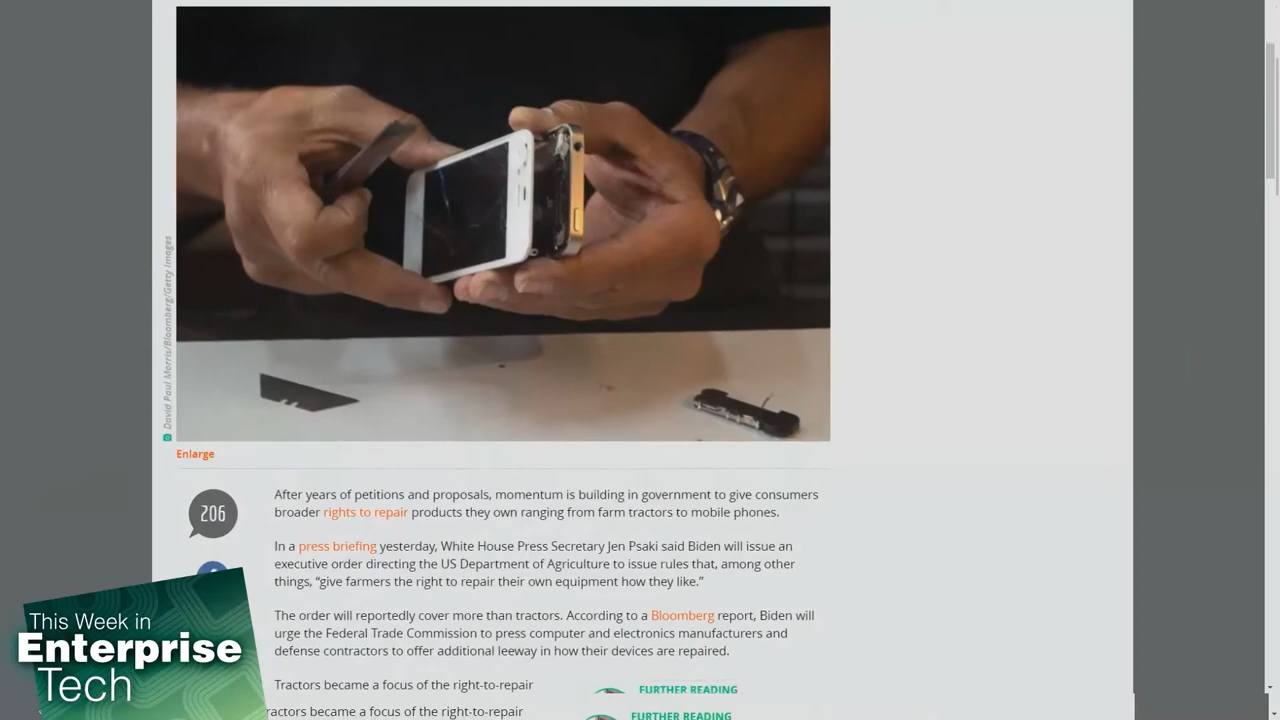 David Paul Morris/Bloomberg/Getty Images
Enlarge
206
After years of petitions and proposals, momentum is building in government to give consumers
broader rights to repair products they own ranging from farm tractors to mobile phones.
In a press briefing yesterday, White House Press Secretary Jen Psaki said Biden will issue an
executive order directing the US Department of Agriculture to issue rules that, among other
things, “give farmers the right to repair their own equipment how they like.”
The order will reportedly cover more than tractors. According to a Bloomberg report, Biden will
urge the Federal Trade Commission to press computer and electronics manufacturers and
defense contractors to offer additional leeway in how their devices are repaired.
Tractors became a focus of the right-to-repair
FURTHER READING
ractors became a focus of the right-to-repair
FURTHER READING
This Week in
Enterprise
Tech